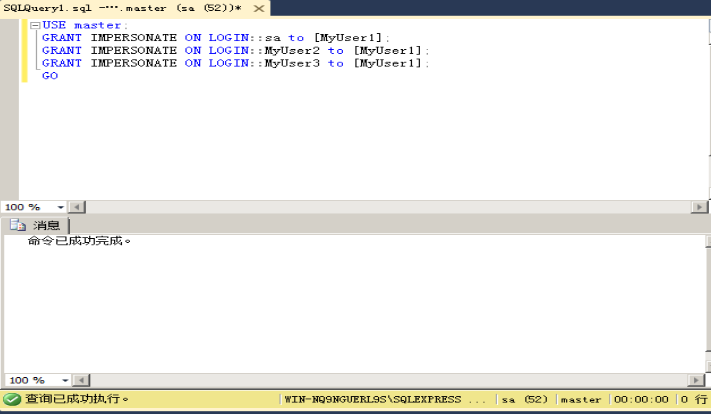 SQLQuery1.sql -....master (sa (52))*
USE master;
GRANT IMPERSONATE ON LOGIN::sa to [MyUser1];
GRANT IMPERSONATE ON LOGIN::MyUser2 to [MyUser1];
GRANT IMPERSONATE ON LOGIN::MyUser3 to [MyUser1];
GO
100 %
消息
命令已成功完成。
100 %
查询已成功执行。 WIN-NQ9NGUERL9S\SQLEXPRESS ... sa (52) master 00:00:00 0 行